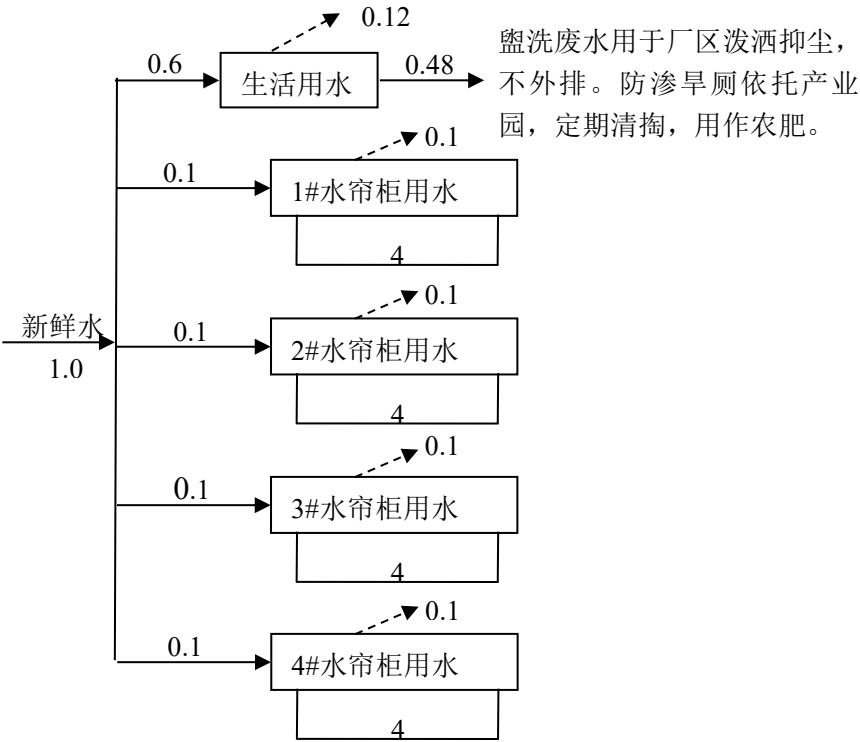 0.12
0.6
生活用水
0.48
盥洗废水用于厂区泼洒抑尘，
不外排。防渗旱厕依托产业
园，定期清掏，用作农肥。
0.1
0.1
1#水帘柜用水
4
新鲜水
1.0
0.1
0.1
2#水帘柜用水
4
0.1
0.1
3#水帘柜用水
4
0.1
0.1
4#水帘柜用水
4